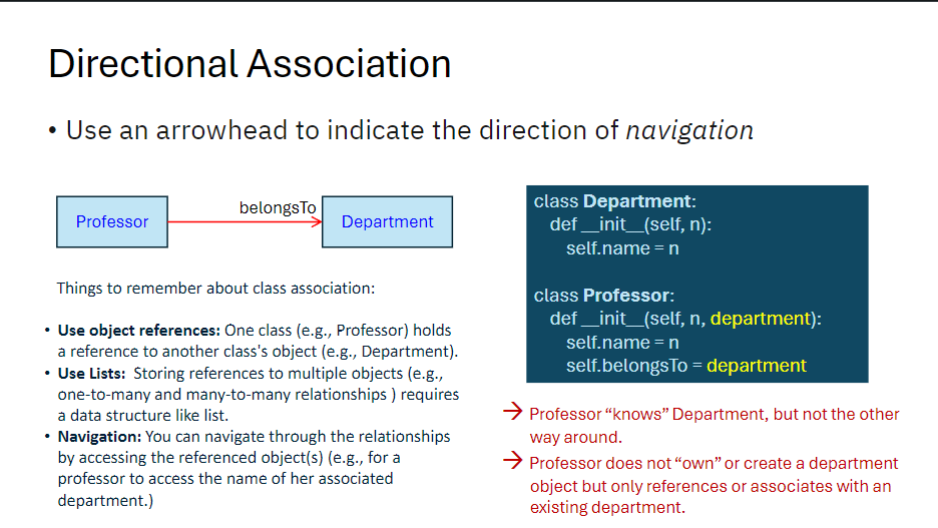 Directional Association
• Use an arrowhead to indicate the direction of navigation
Professor
belongsTo
Department
Things to remember about class association:
• Use object references: One class (e.g., Professor) holds
a reference to another class's object (e.g., Department).
• Use Lists: Storing references to multiple objects (e.g.,
one-to-many and many-to-many relationships ) requires
a data structure like list.
• Navigation: You can navigate through the relationships
by accessing the referenced object(s) (e.g., for a
professor to access the name of her associated
department.)
class Department:
def __init__(self, n):
self.name = n
class Professor:
def __init__(self, n, department):
self.name = n
self.belongsTo = department
→ Professor “knows” Department, but not the other
way around.
→ Professor does not “own” or create a department
object but only references or associates with an
existing department.